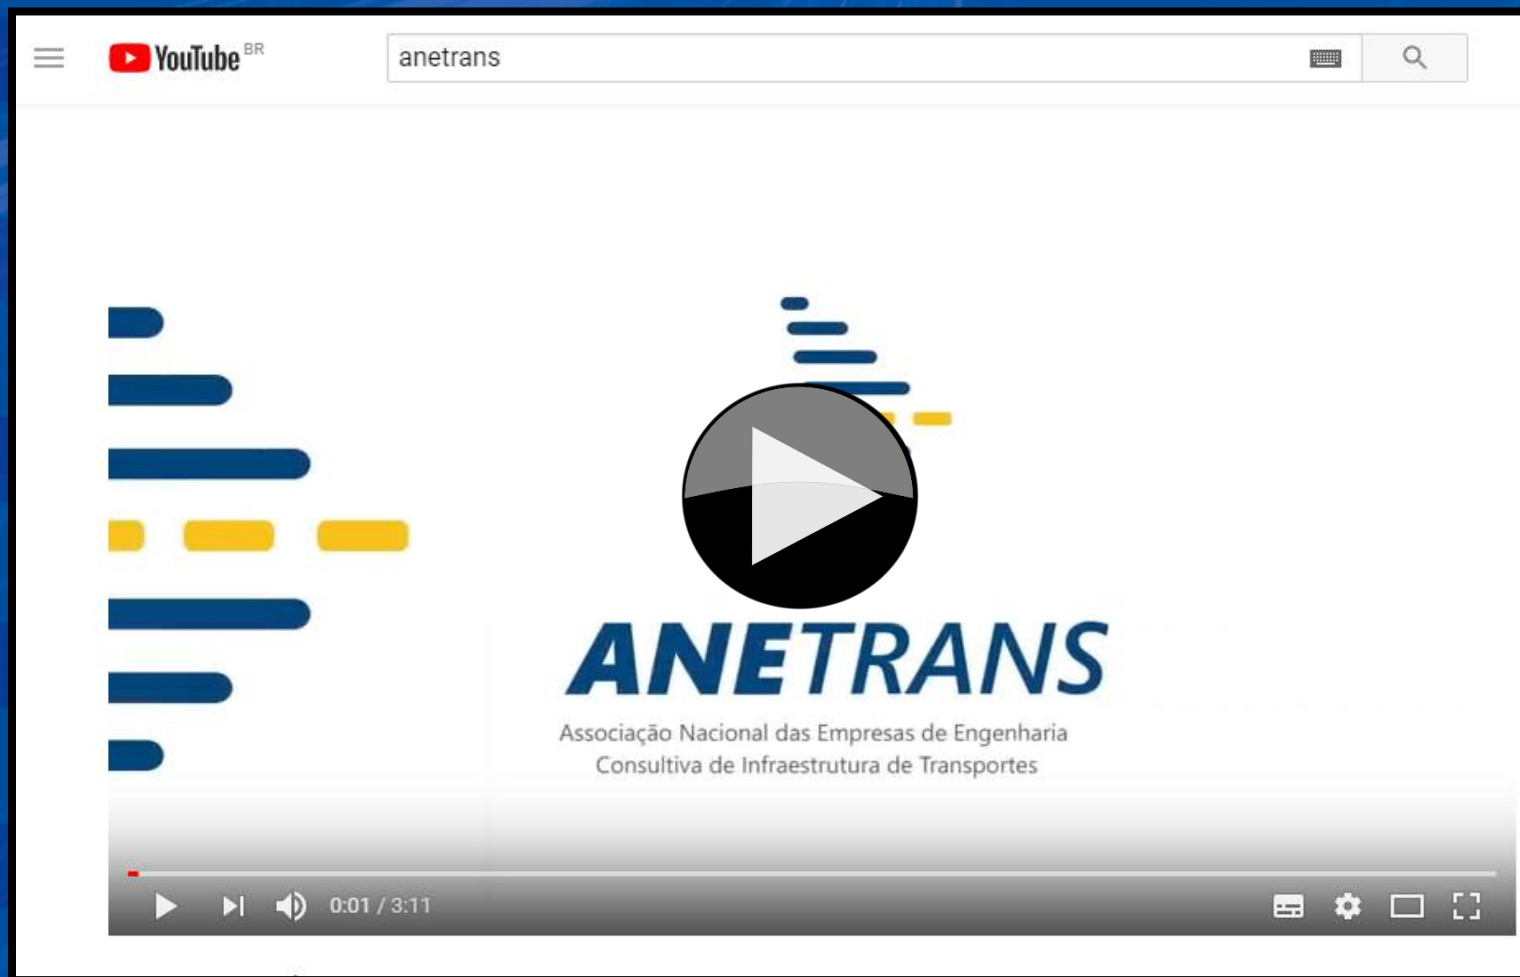 YouTube BR
anetrans
ANETRANS
Associação Nacional das Empresas de Engenharia
Consultiva de Infraestrutura de Transportes
0:01 / 3:11